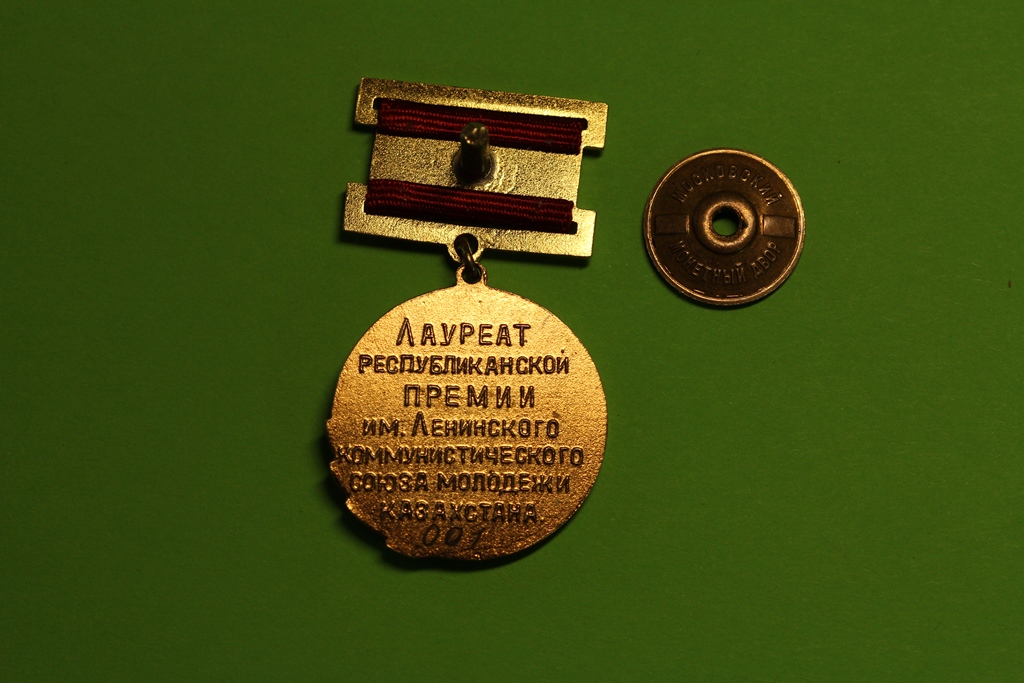 Лауреат
РЕСПУБЛИКАНСКОЙ
ПРЕМИИ
ИМ. Ленинского
КОММУНИСТИЧЕСКОГО
СОЮЗА МОЛОДЕЖИ
КАЗАХСТАНА.
001
МОСКОВСКИЙ
МОНЕТНЫЙ ДВОР